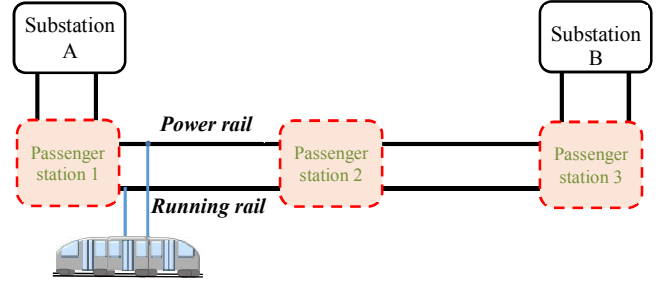 Substation
A
Substation
B
Power rail
Passenger
station 1
Passenger
station 2
Passenger
station 3
Running rail